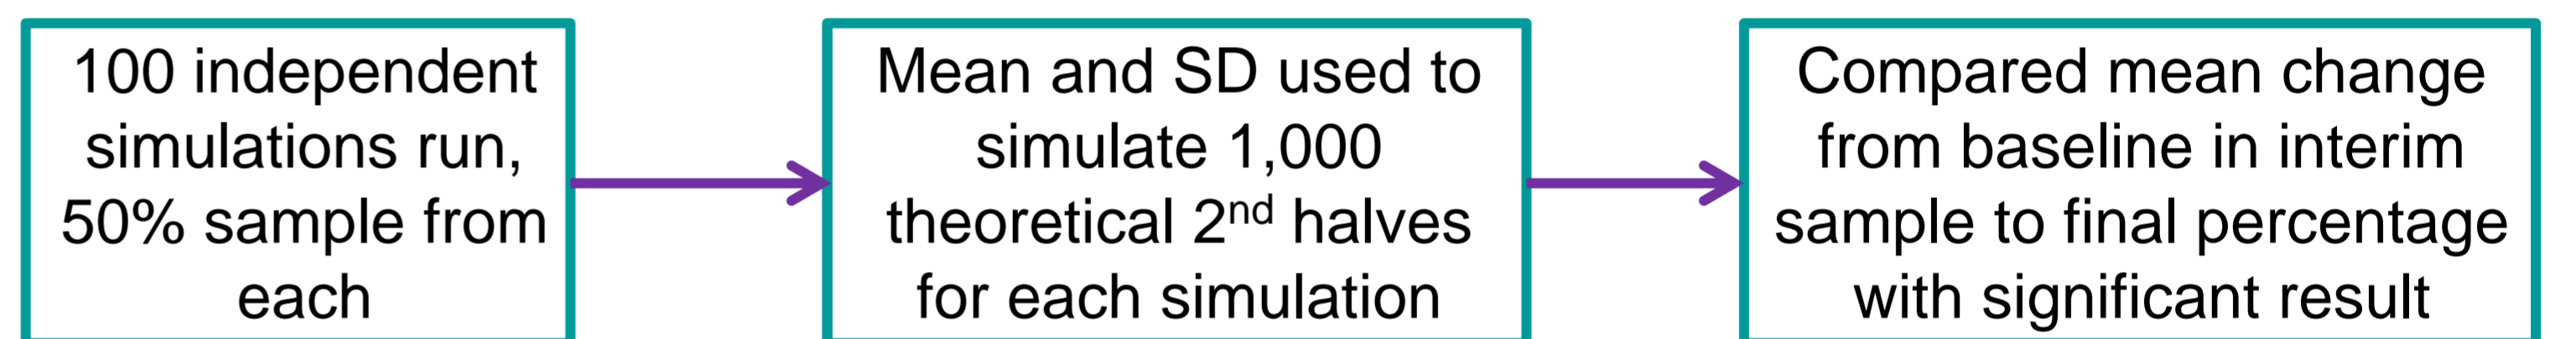 100 independent
simulations run,
50% sample from
each
Mean and SD used to
simulate 1,000
theoretical 2nd halves
for each simulation
Compared mean change
from baseline in interim
sample to final percentage
with significant result